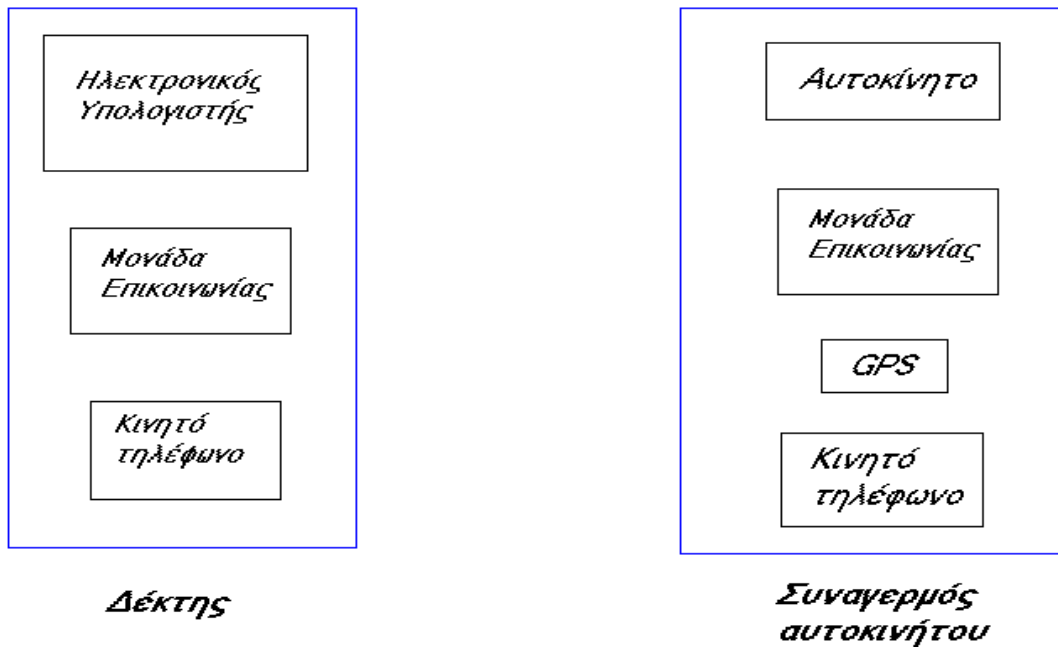 Ηλεκτρονικός
Υπολογιστής
Μονάδα
Επικοινωνίας
Κινητό
τηλέφωνο
Δέκτης
Αυτοκίνητο
Μονάδα
Επικοινωνίας
GPS
Κινητό
τηλέφωνο
Συναγερμός
αυτοκινήτου